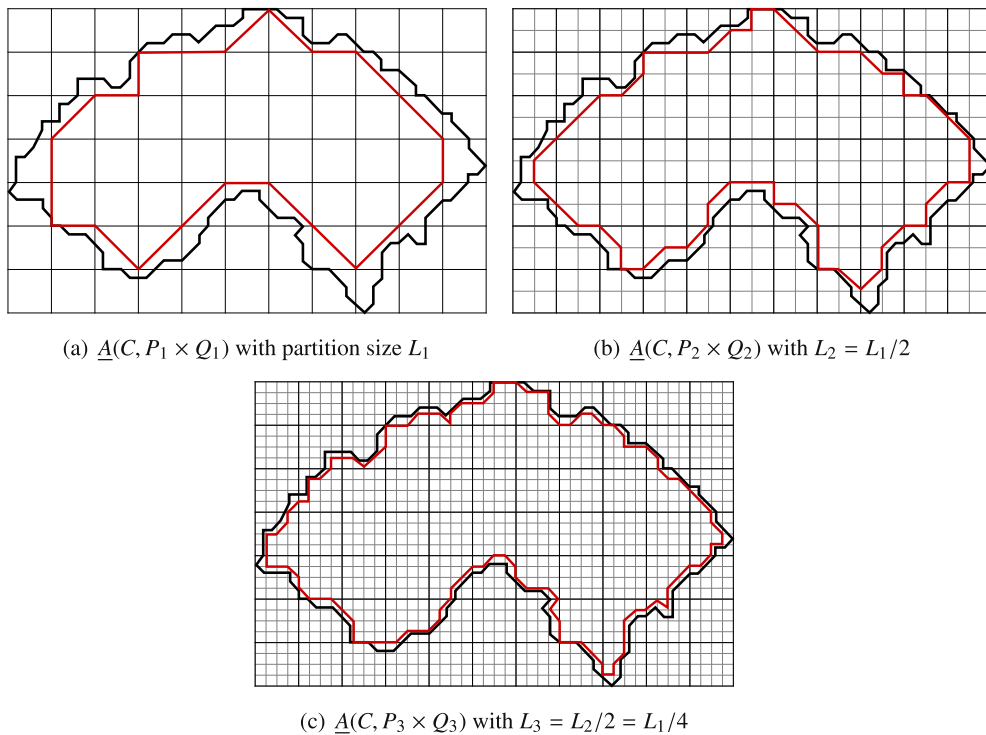 (a) A(C, P₁ × Q₁) with partition size L₁
(b) A(C, P₂ × Q₂) with L₂ = L₁/2
(c) A(C, P₃ × Q₃) with L₃ = L₂/2 = L₁/4